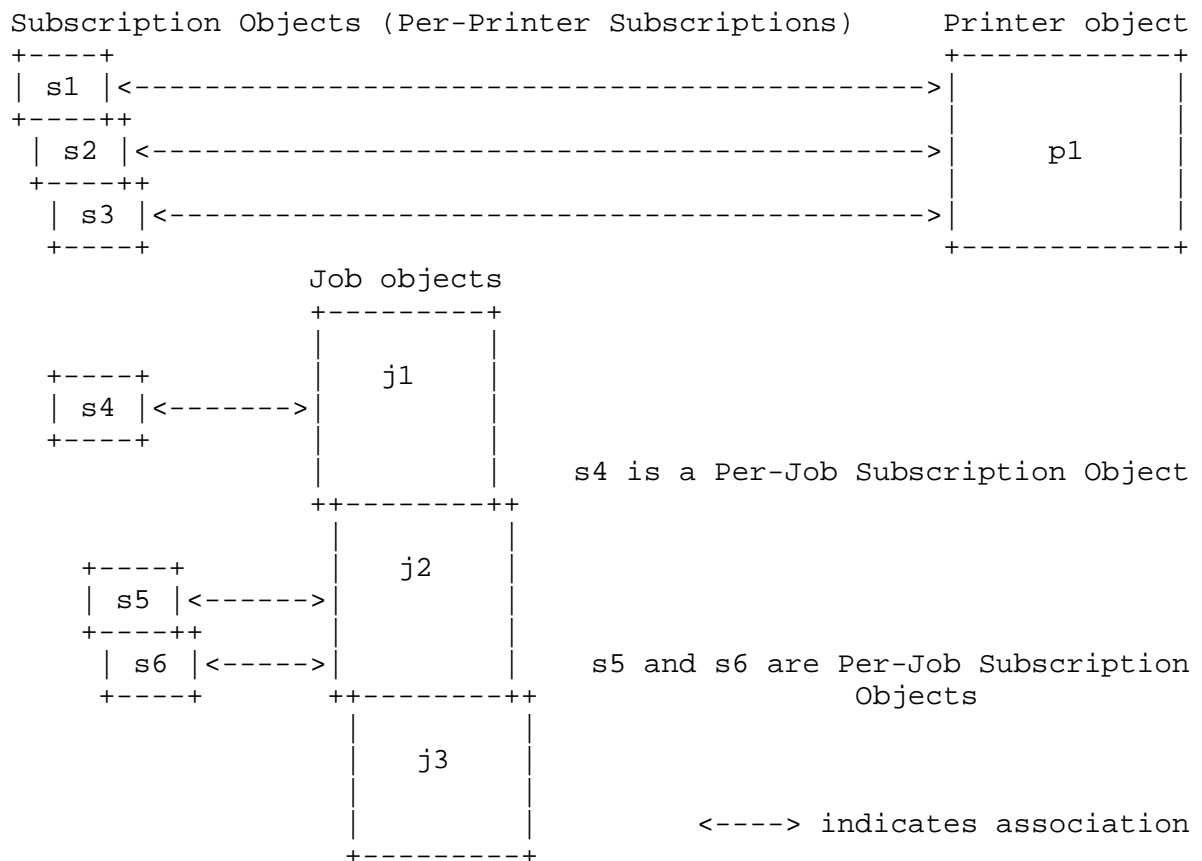 Subscription Objects (Per-Printer Subscriptions) Printer object
s1
s2
p1
s3
Job objects
j1
s4
s4 is a Per-Job Subscription Object
j2
s5
s6
s5 and s6 are Per-Job Subscription
Objects
j3
<----> indicates association